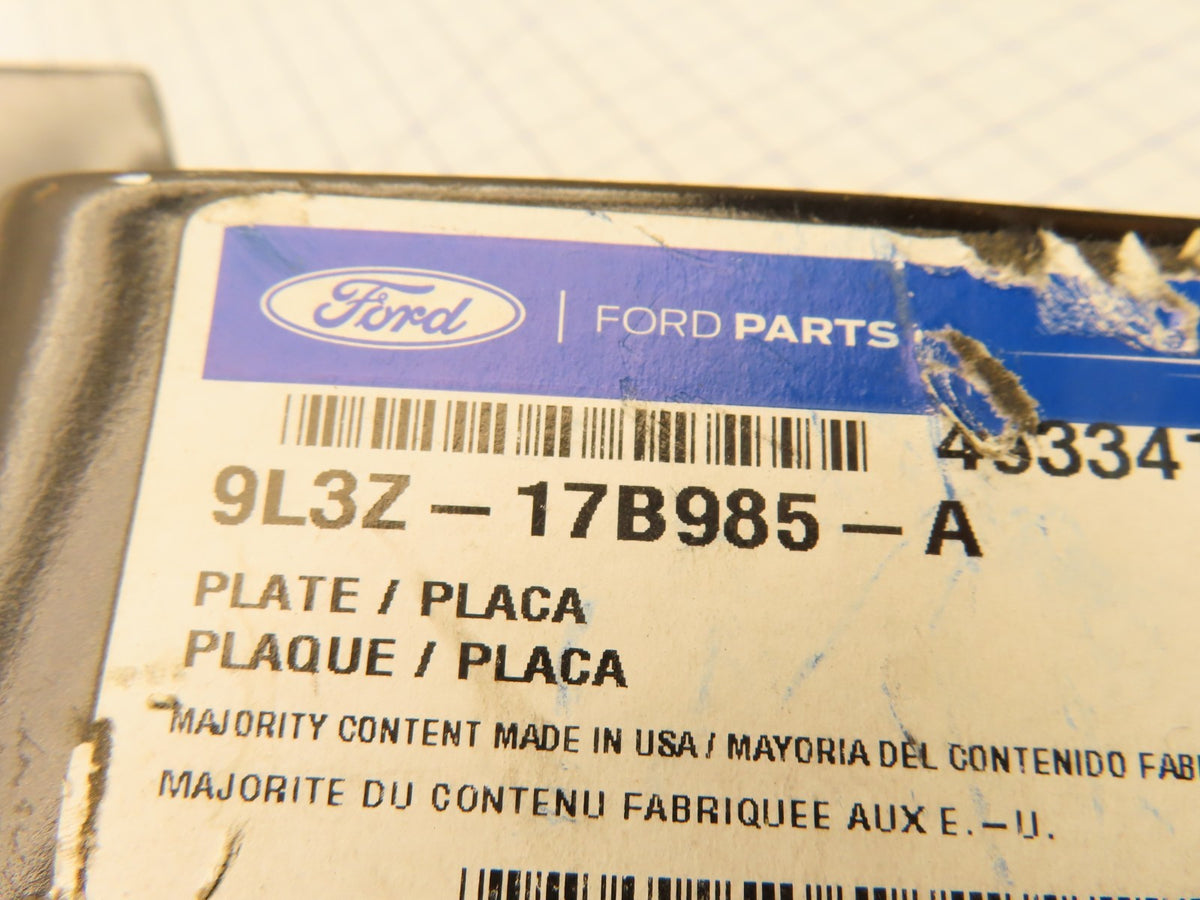 Ford | FORD PARTS
9L3Z – 17B985 – A
PLATE / PLACA
PLAQUE / PLACA
MAJORITY CONTENT MADE IN USA / MAYORIA DEL CONTENIDO
MAJORITE DU CONTENU FABRIQUEE AUX E.–U.